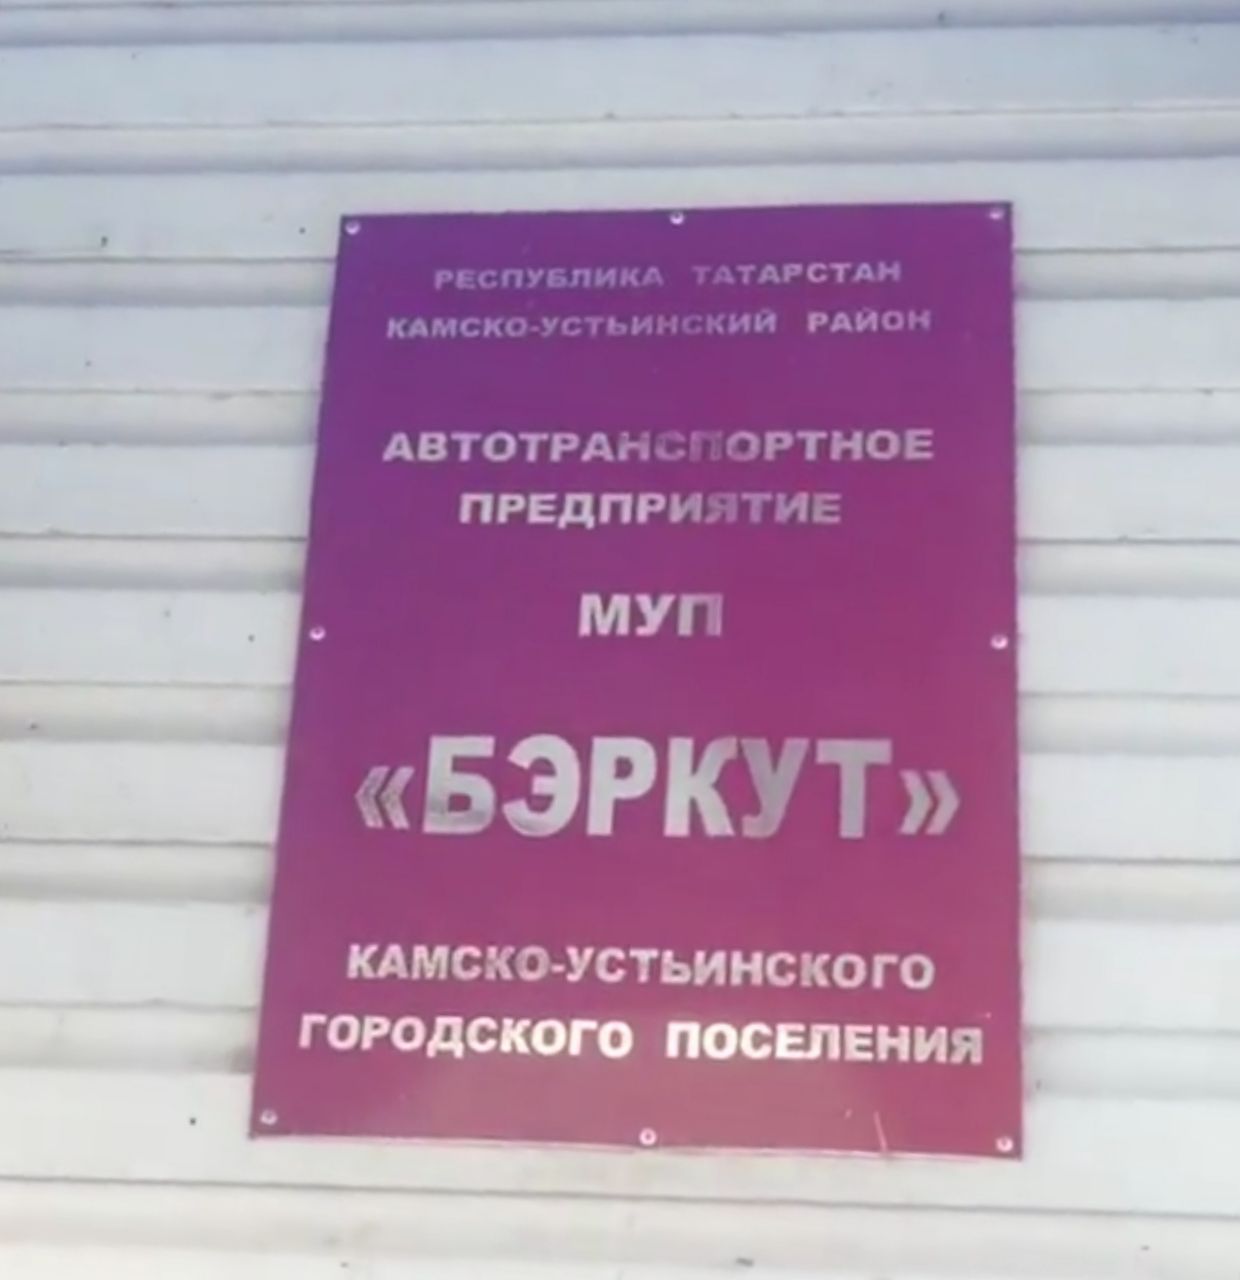 РЕСПУБЛИКА ТАТАРСТАН
КАМСКО-УСТЬИНСКИЙ РАЙОН
АВТОТРАНСПОРТНОЕ
ПРЕДПРИЯТИЕ
МУП
«БЭРКУТ»
КАМСКО-УСТЬИНСКОГО
ГОРОДСКОГО ПОСЕЛЕНИЯ